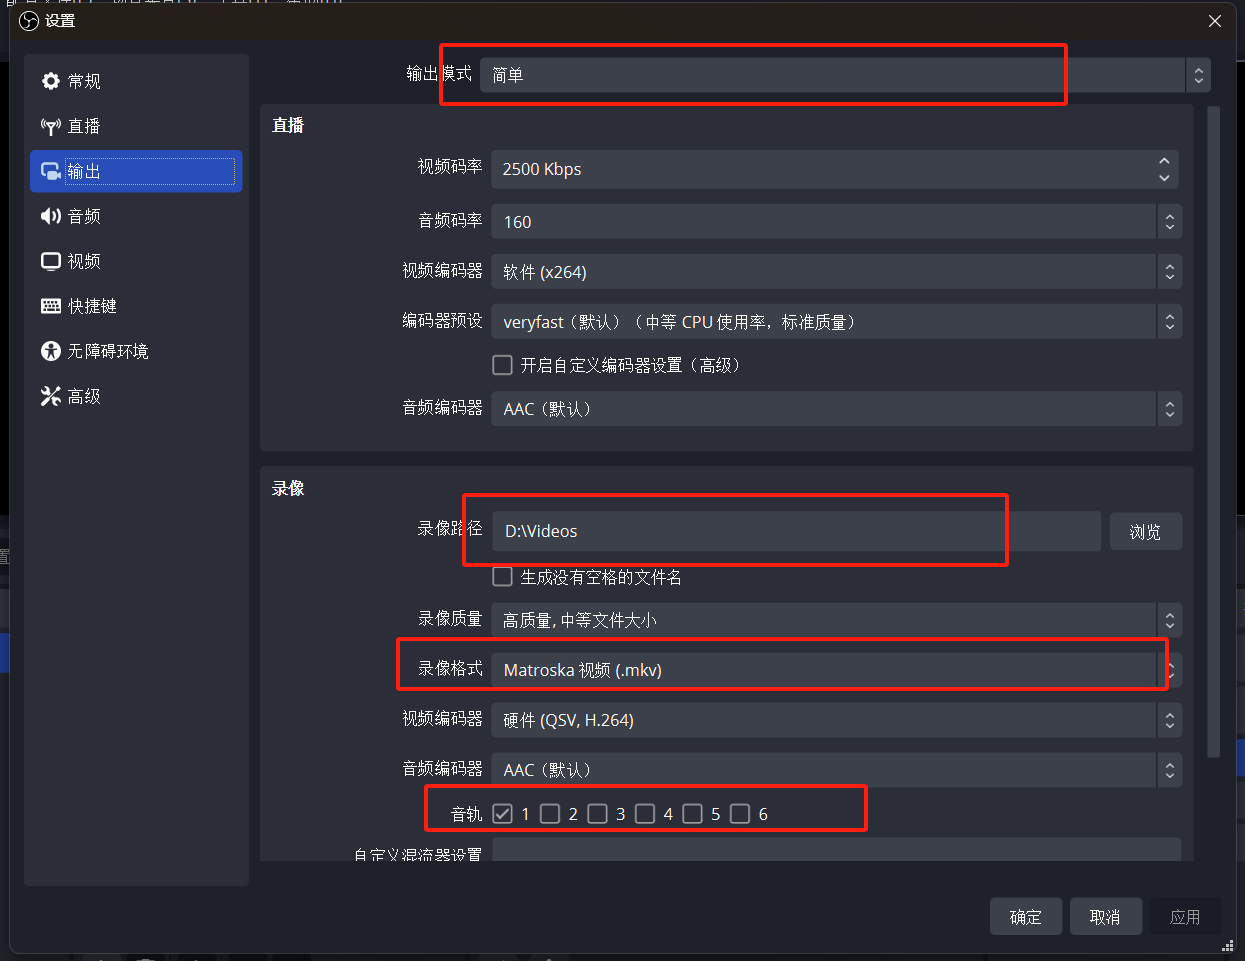 设置
常规
直播
输出
音频
视频
快捷键
无障碍环境
高级
输出模式 简单
直播
视频码率 2500 Kbps
音频码率 160
视频编码器 软件 (x264)
编码器预设 veryfast（默认）（中等 CPU 使用率，标准质量）
开启自定义编码器设置（高级）
音频编码器 AAC（默认）
录像
录像路径 D:\Videos 浏览
生成没有空格的文件名
录像质量 高质量, 中等文件大小
录像格式 Matroska 视频 (.mkv)
视频编码器 硬件 (QSV, H.264)
音频编码器 AAC（默认）
音轨 1 2 3 4 5 6
自定义混流器设置
确定 取消 应用